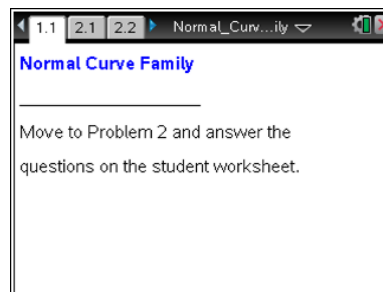 1.1 2.1 2.2 Normal_Curv...ily
Normal Curve Family
Move to Problem 2 and answer the
questions on the student worksheet.